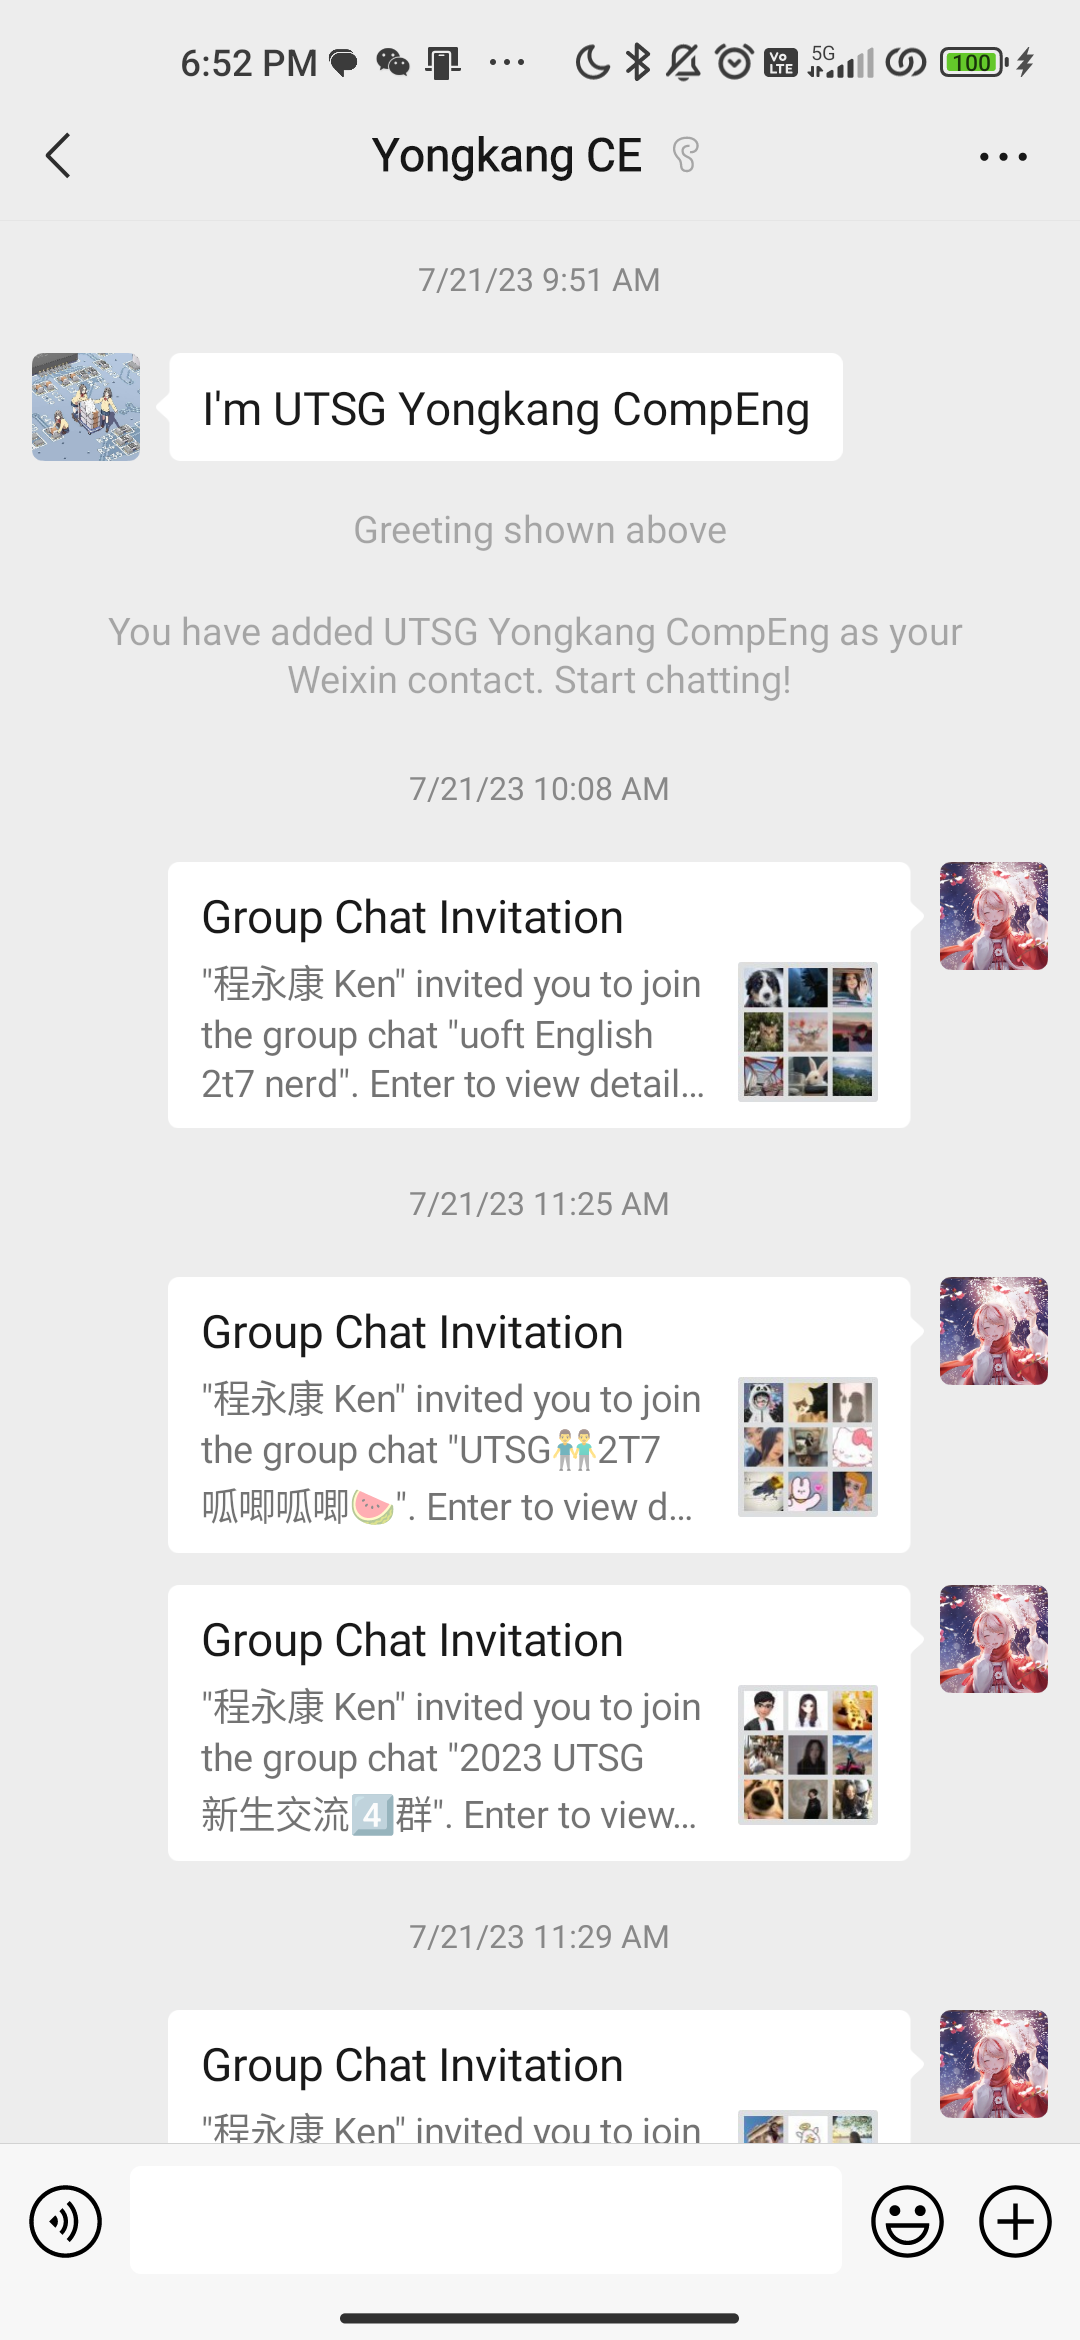 6:52 PM
Vo
LTE
5G
100
Yongkang CE
7/21/23 9:51 AM
I'm UTSG Yongkang CompEng
Greeting shown above
You have added UTSG Yongkang CompEng as your
Weixin contact. Start chatting!
7/21/23 10:08 AM
Group Chat Invitation
"程永康 Ken" invited you to join
the group chat "uoft English
2t7 nerd". Enter to view detail...
7/21/23 11:25 AM
Group Chat Invitation
"程永康 Ken" invited you to join
the group chat "UTSG👬2T7
呱唧呱唧🍉". Enter to view d...
Group Chat Invitation
"程永康 Ken" invited you to join
the group chat "2023 UTSG
新生交流4️⃣群". Enter to view...
7/21/23 11:29 AM
Group Chat Invitation
"程永康 Ken" invited you to join